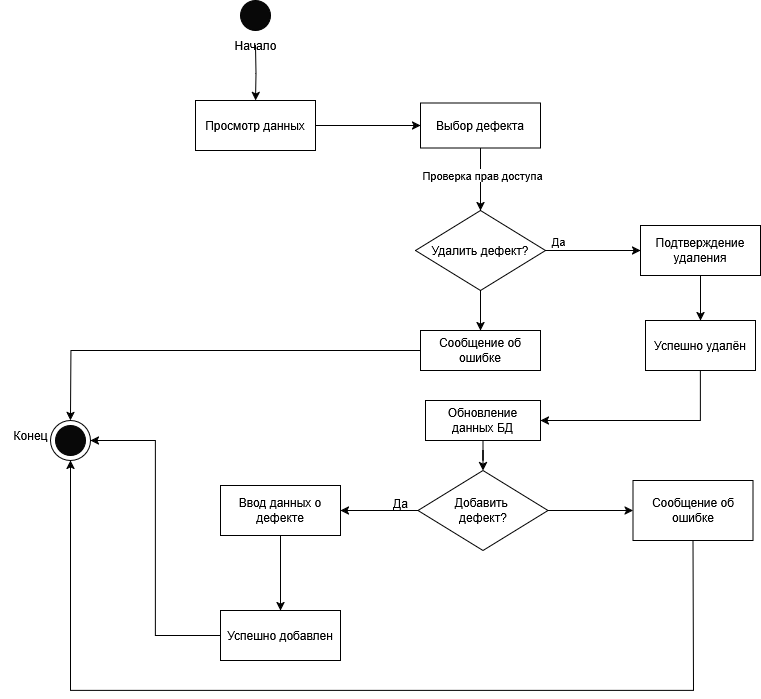 Начало
Просмотр данных
Выбор дефекта
Проверка прав доступа
Удалить дефект?
Да
Подтверждение
удаления
Сообщение об
ошибке
Успешно удалён
Обновление
данных БД
Конец
Добавить
дефект?
Да
Ввод данных о
дефекте
Сообщение об
ошибке
Успешно добавлен